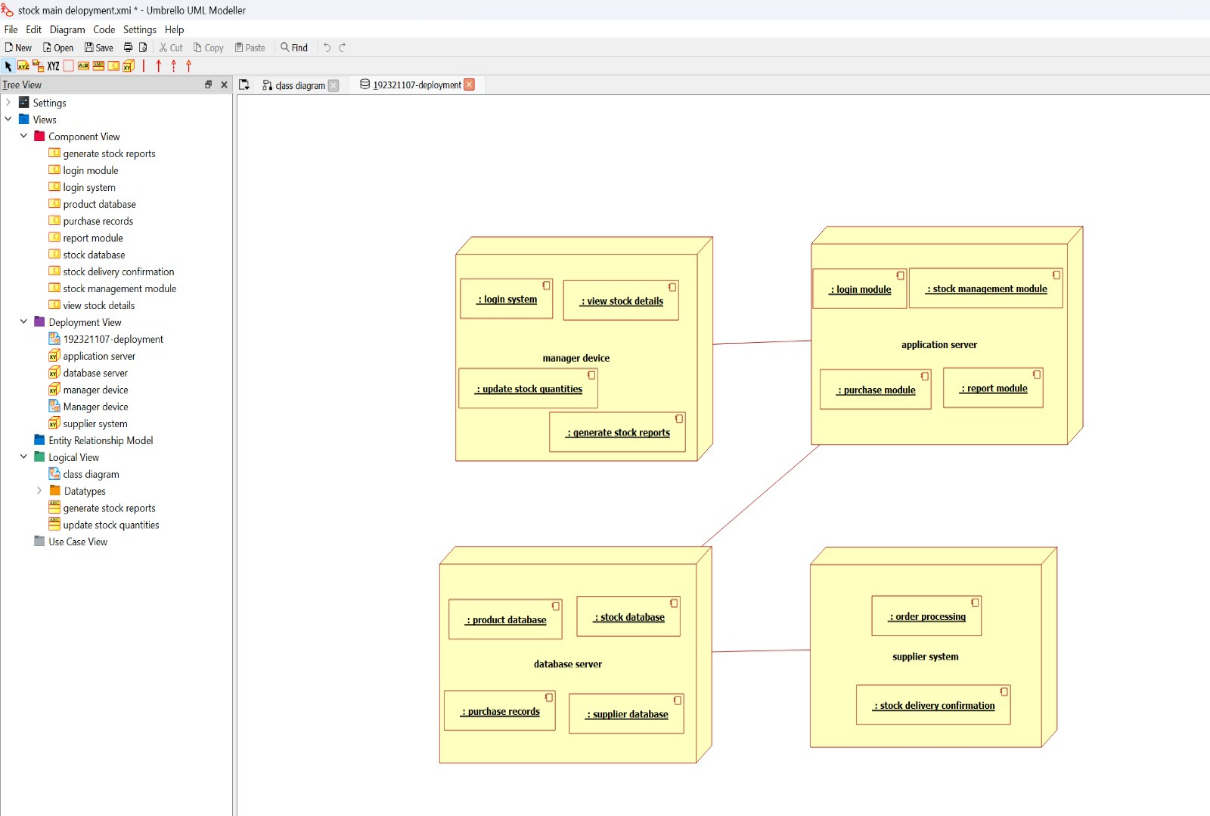 stock main delopyment.xmi * - Umbrello UML Modeller
File Edit Diagram Code Settings Help
New Open Save Cut Copy Paste Find
XYZ
Tree View
class diagram
192321107-deployment
Settings
Views
Component View
generate stock reports
login module
login system
product database
purchase records
report module
stock database
stock delivery confirmation
stock management module
view stock details
Deployment View
192321107-deployment
application server
database server
manager device
Manager device
supplier system
Entity Relationship Model
Logical View
class diagram
Datatypes
generate stock reports
update stock quantities
Use Case View
: login system
: view stock details
manager device
: update stock quantities
: generate stock reports
: login module
: stock management module
application server
: purchase module
: report module
: product database
: stock database
database server
: purchase records
: supplier database
: order processing
supplier system
: stock delivery confirmation